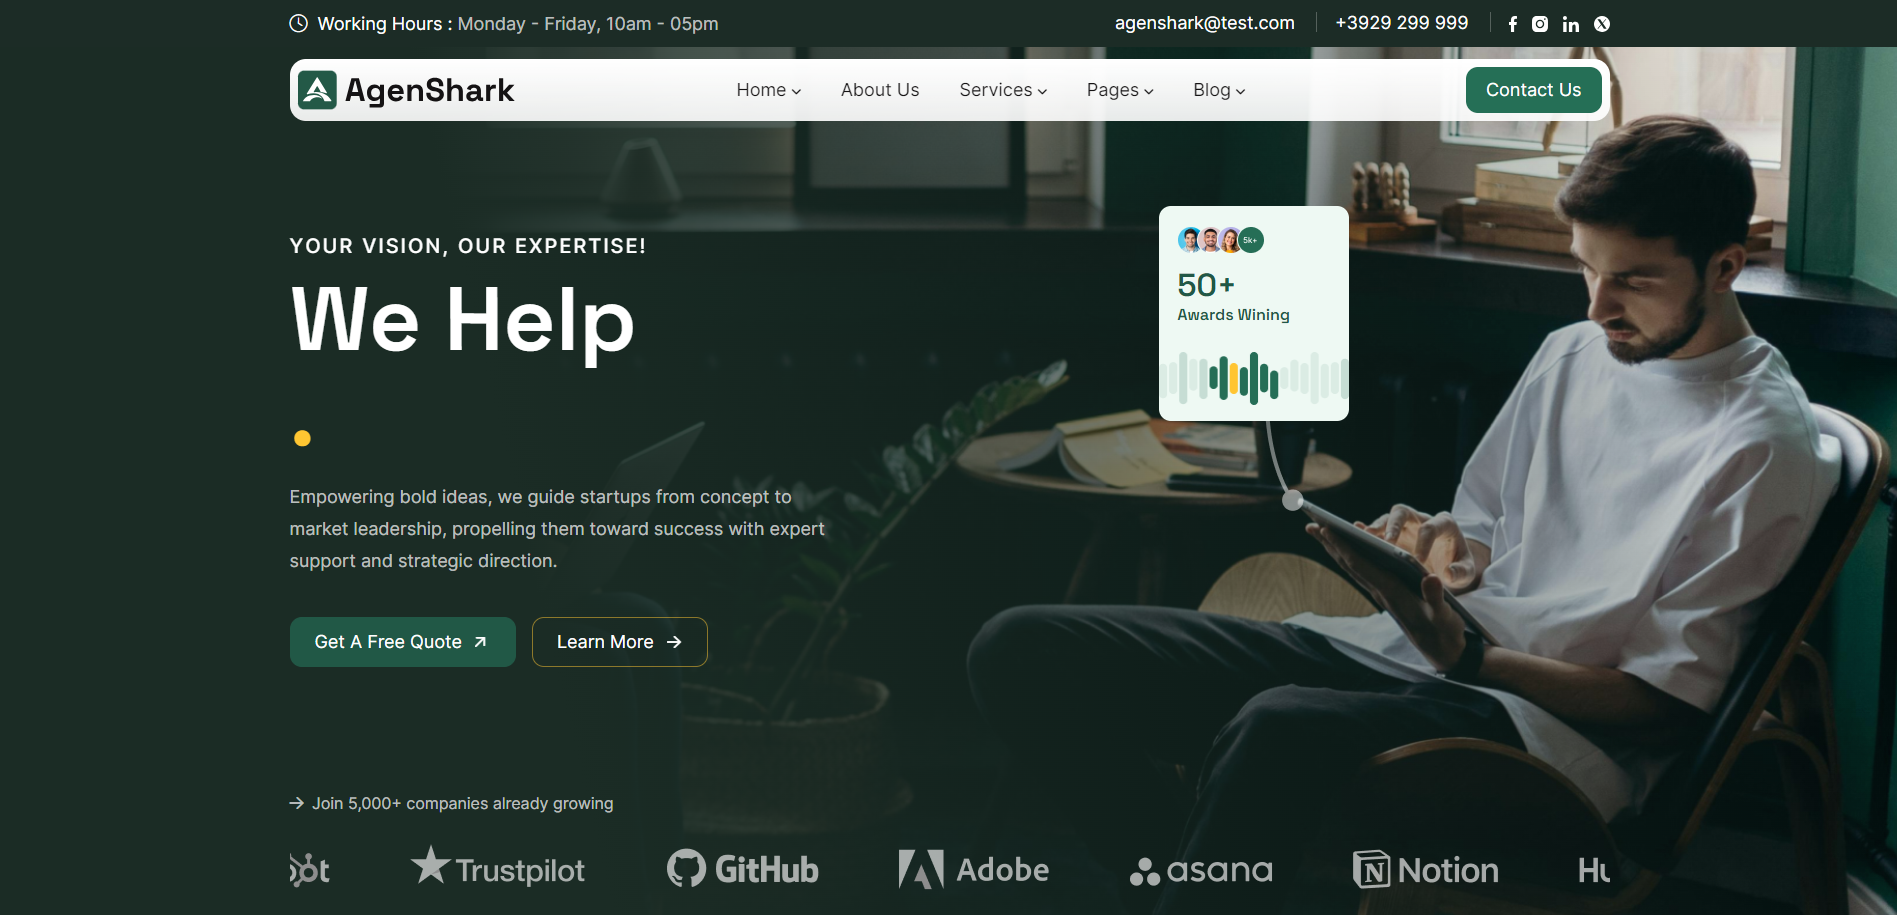 Working Hours : Monday - Friday, 10am - 05pm
agenshark@test.com
+3929 299 999
AgenShark
Home
About Us
Services
Pages
Blog
Contact Us
YOUR VISION, OUR EXPERTISE!
We Help
5k+
50+
Awards Wining
Empowering bold ideas, we guide startups from concept to
market leadership, propelling them toward success with expert
support and strategic direction.
Get A Free Quote
Learn More
Join 5,000+ companies already growing
Trustpilot
GitHub
Adobe
asana
Notion